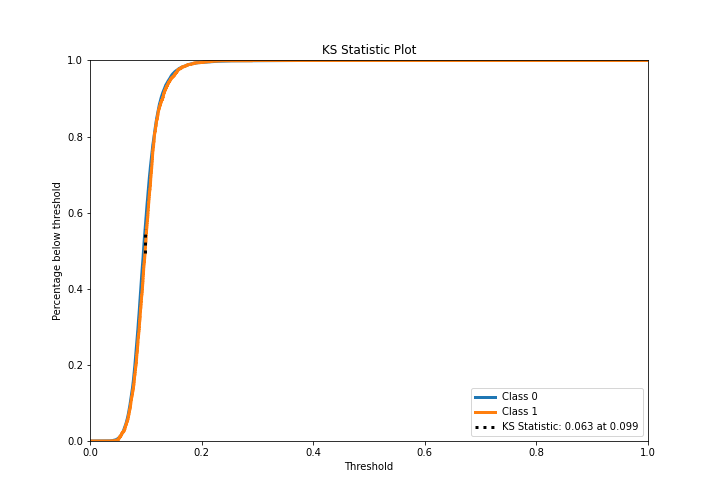 KS Statistic Plot
1.0
0.8
0.6
0.4
0.2
0.0
Percentage below threshold
0.0 0.2 0.4 0.6 0.8 1.0
Threshold
Class 0
Class 1
KS Statistic: 0.063 at 0.099